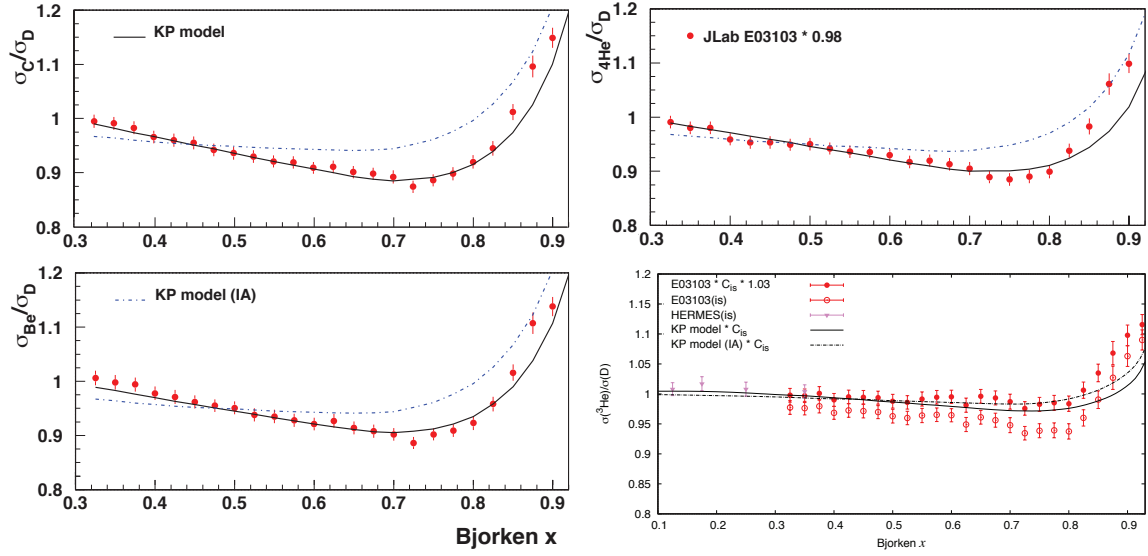 1.2
1.1
1
0.9
0.8
σC/σD
KP model
0.3 0.4 0.5 0.6 0.7 0.8 0.9
1.2
1.1
1
0.9
0.8
σ4He/σD
JLab E03103 * 0.98
0.3 0.4 0.5 0.6 0.7 0.8 0.9
1.2
1.1
1
0.9
0.8
σBe/σD
KP model (IA)
0.3 0.4 0.5 0.6 0.7 0.8 0.9
Bjorken x
1.2
1.15
1.1
1.05
1
0.95
0.9
0.85
0.8
σ(³He)/σ(D)
E03103 * Cis * 1.03
E03103(is)
HERMES(is)
KP model * Cis
KP model (IA) * Cis
0.1 0.2 0.3 0.4 0.5 0.6 0.7 0.8 0.9
Bjorken x